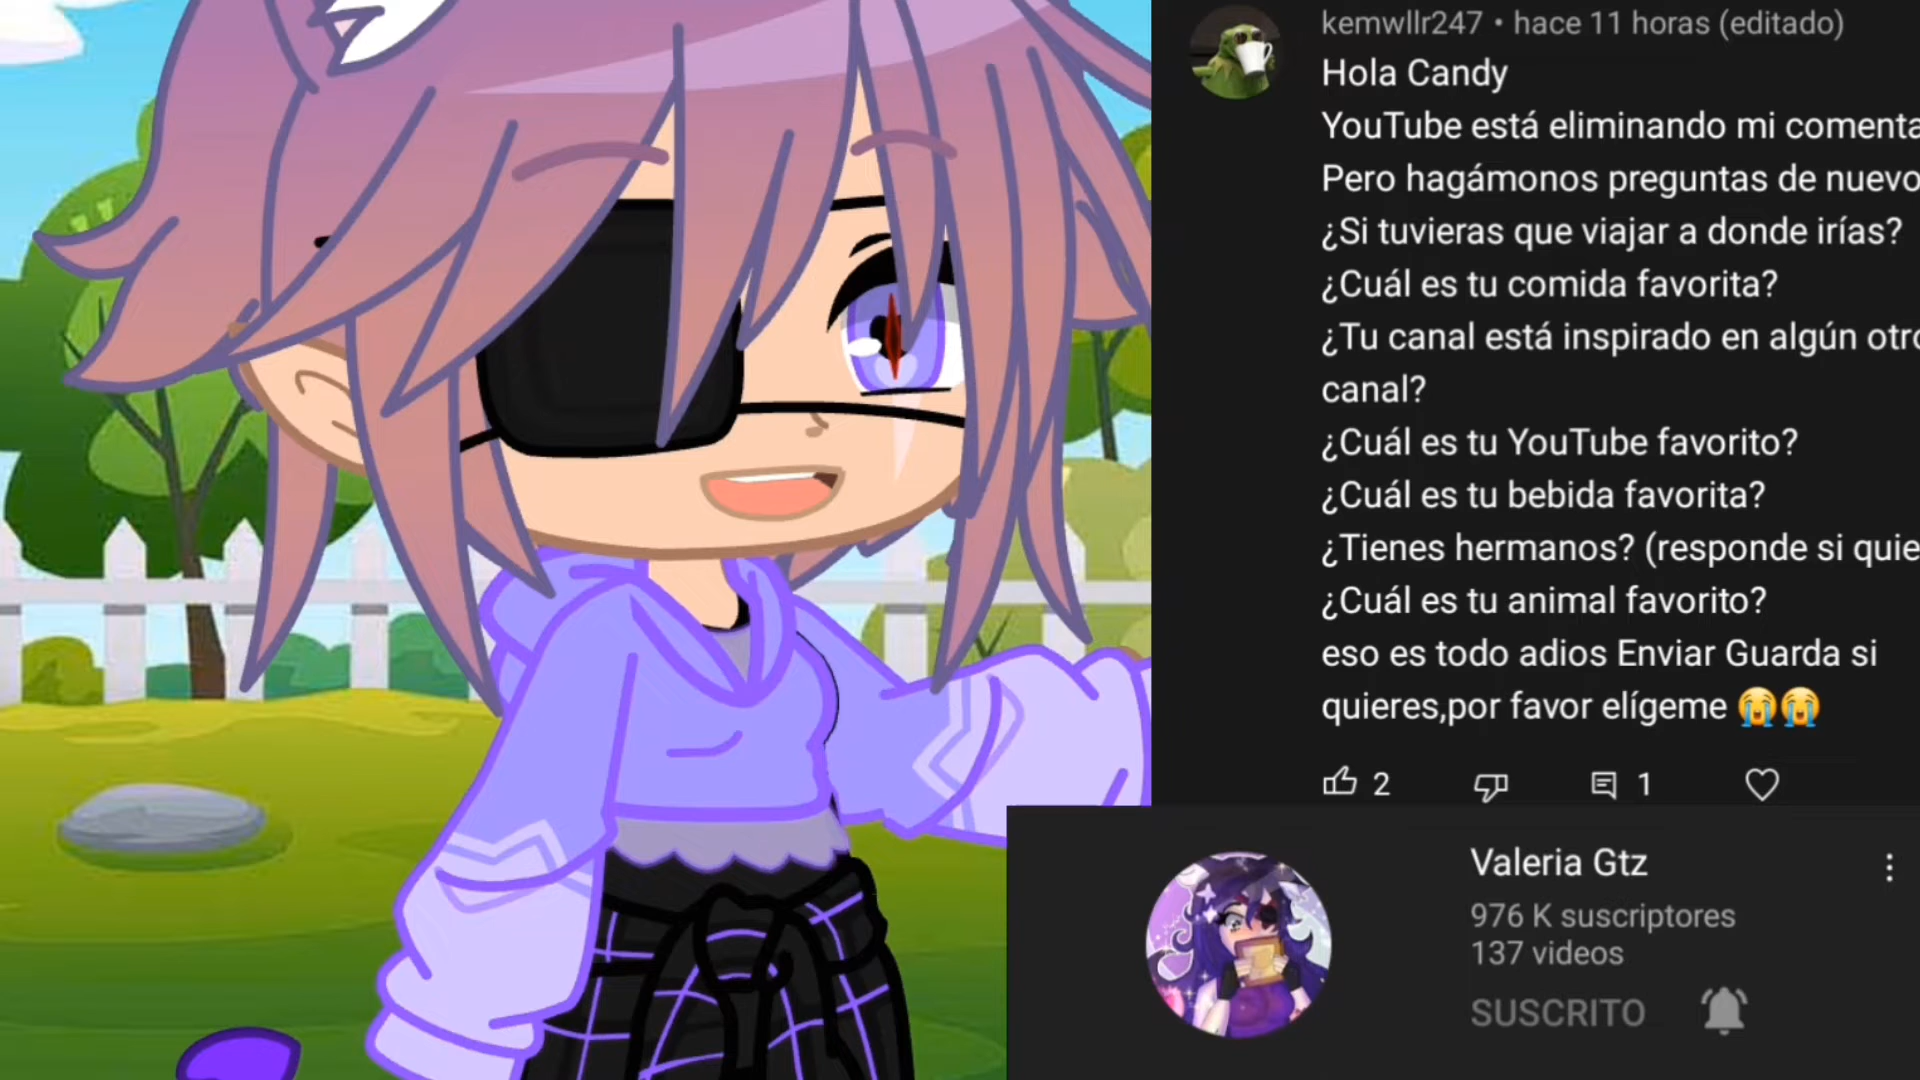 kemwllr247 • hace 11 horas (editado)
Hola Candy
YouTube está eliminando mi comenta
Pero hagámonos preguntas de nuevo
¿Si tuvieras que viajar a donde irías?
¿Cuál es tu comida favorita?
¿Tu canal está inspirado en algún otro
canal?
¿Cuál es tu YouTube favorito?
¿Cuál es tu bebida favorita?
¿Tienes hermanos? (responde si quie
¿Cuál es tu animal favorito?
eso es todo adios Enviar Guarda si
quieres,por favor elígeme 😭😭
2
1
Valeria Gtz
976 K suscriptores
137 videos
SUSCRITO